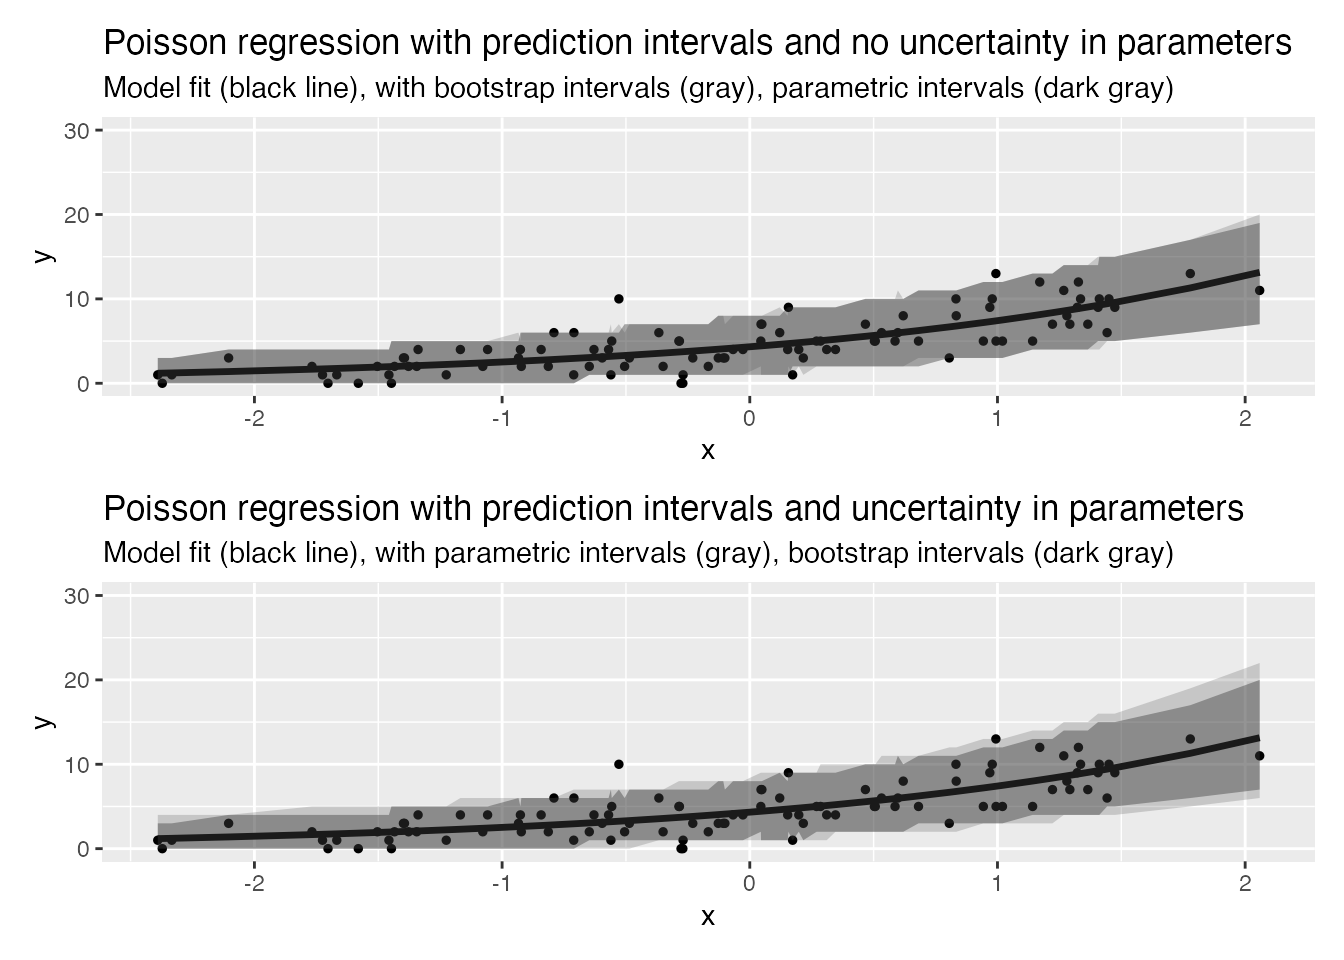 Poisson regression with prediction intervals and no uncertainty in parameters
Model fit (black line), with bootstrap intervals (gray), parametric intervals (dark gray)
30
20
10
0
y
-2 -1 0 1 2
x
Poisson regression with prediction intervals and uncertainty in parameters
Model fit (black line), with parametric intervals (gray), bootstrap intervals (dark gray)
30
20
10
0
y
-2 -1 0 1 2
x